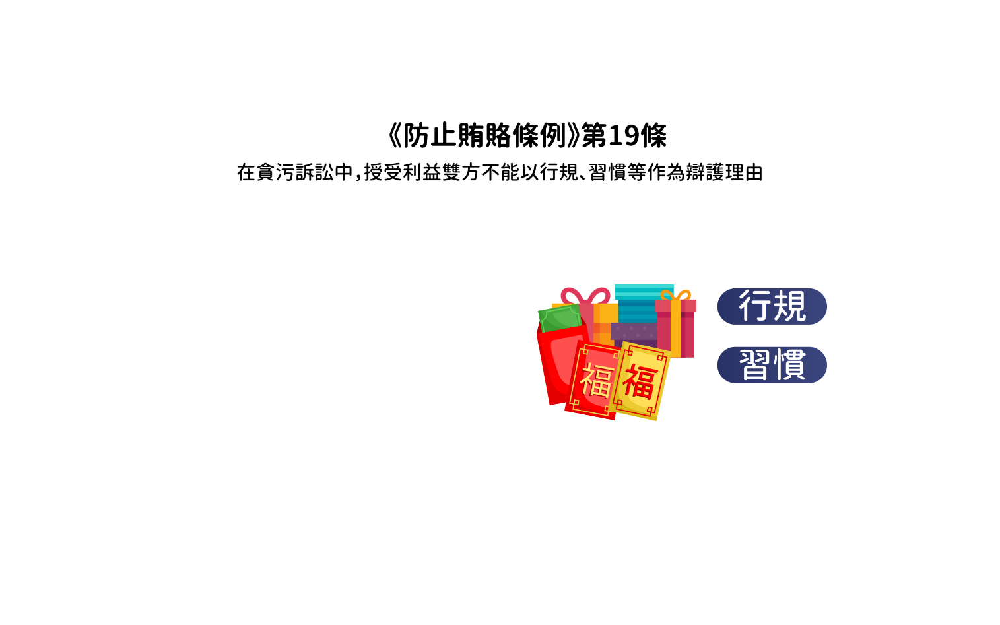 《防止賄賂條例》第19條
在貪污訴訟中，授受利益雙方不能以行規、習慣等作為辯護理由
行規
習慣
福
福